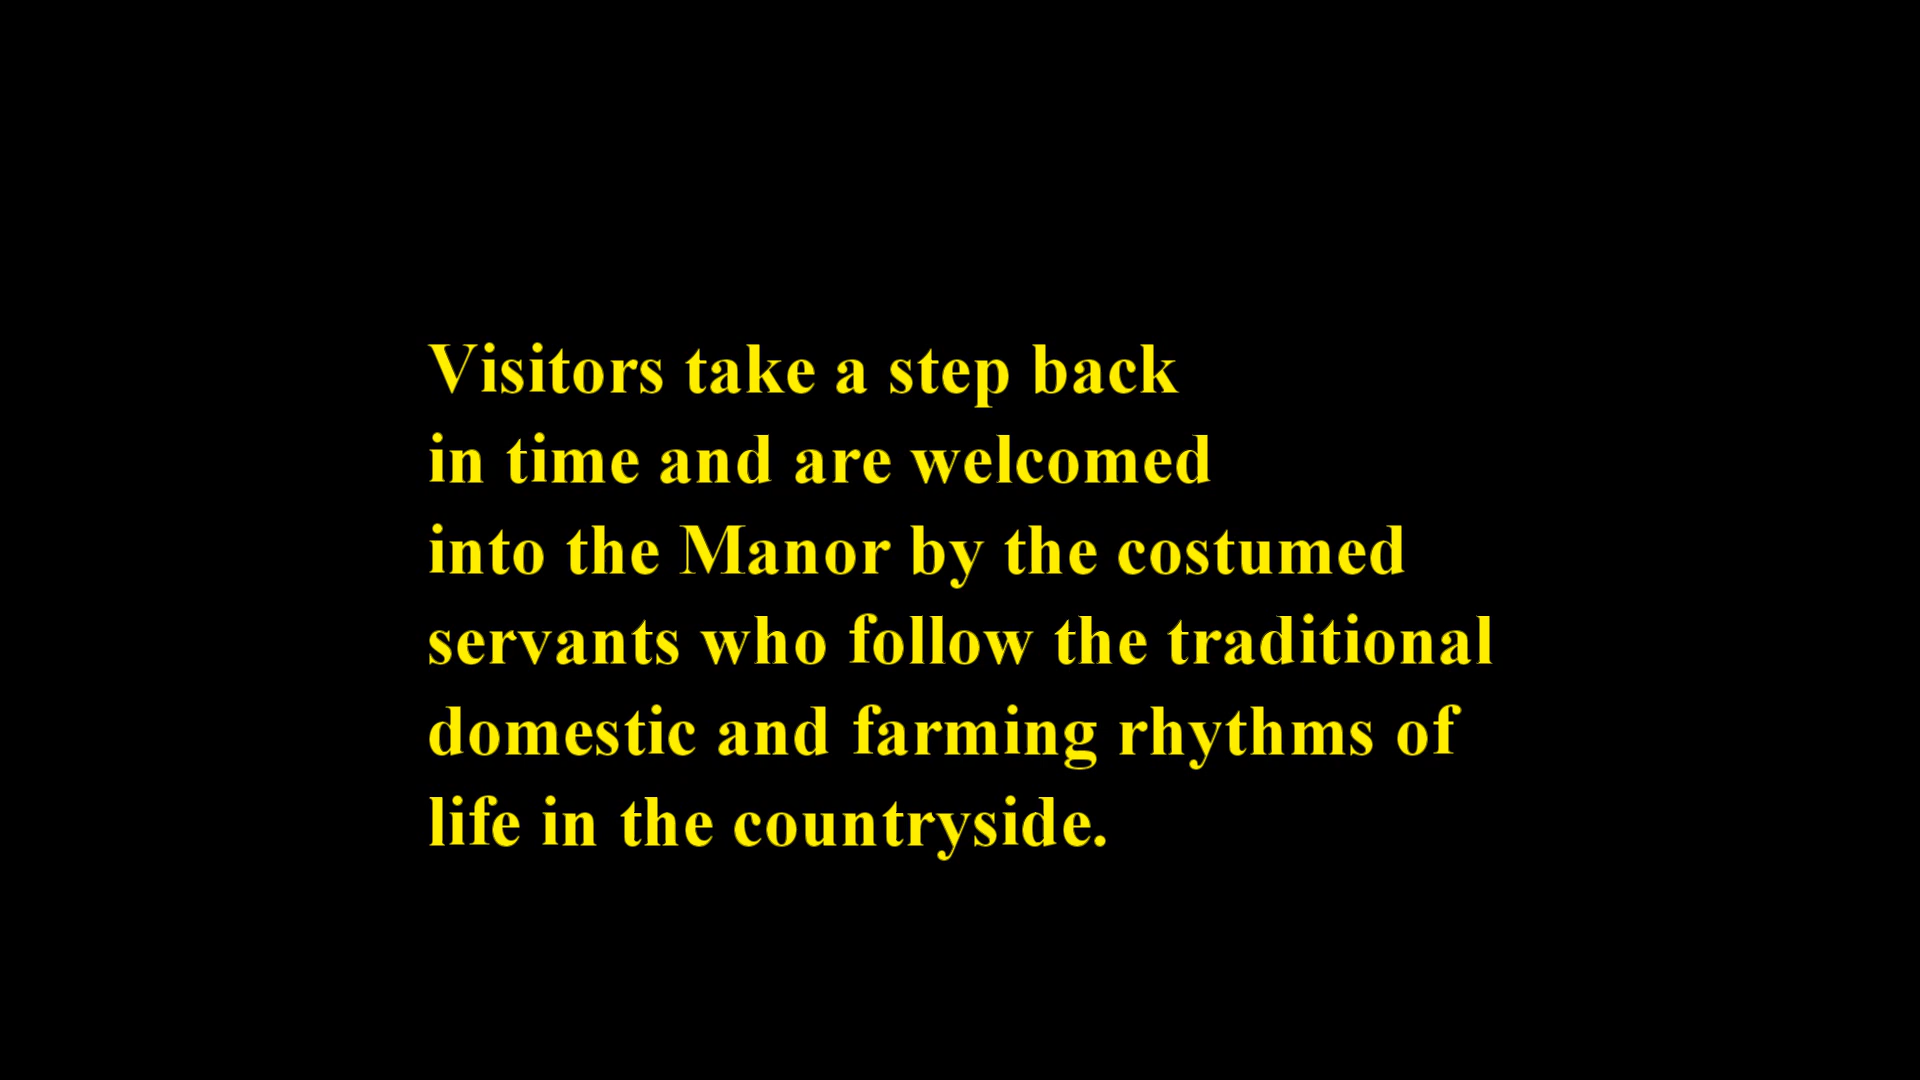 Visitors take a step back
in time and are welcomed
into the Manor by the costumed
servants who follow the traditional
domestic and farming rhythms of
life in the countryside.